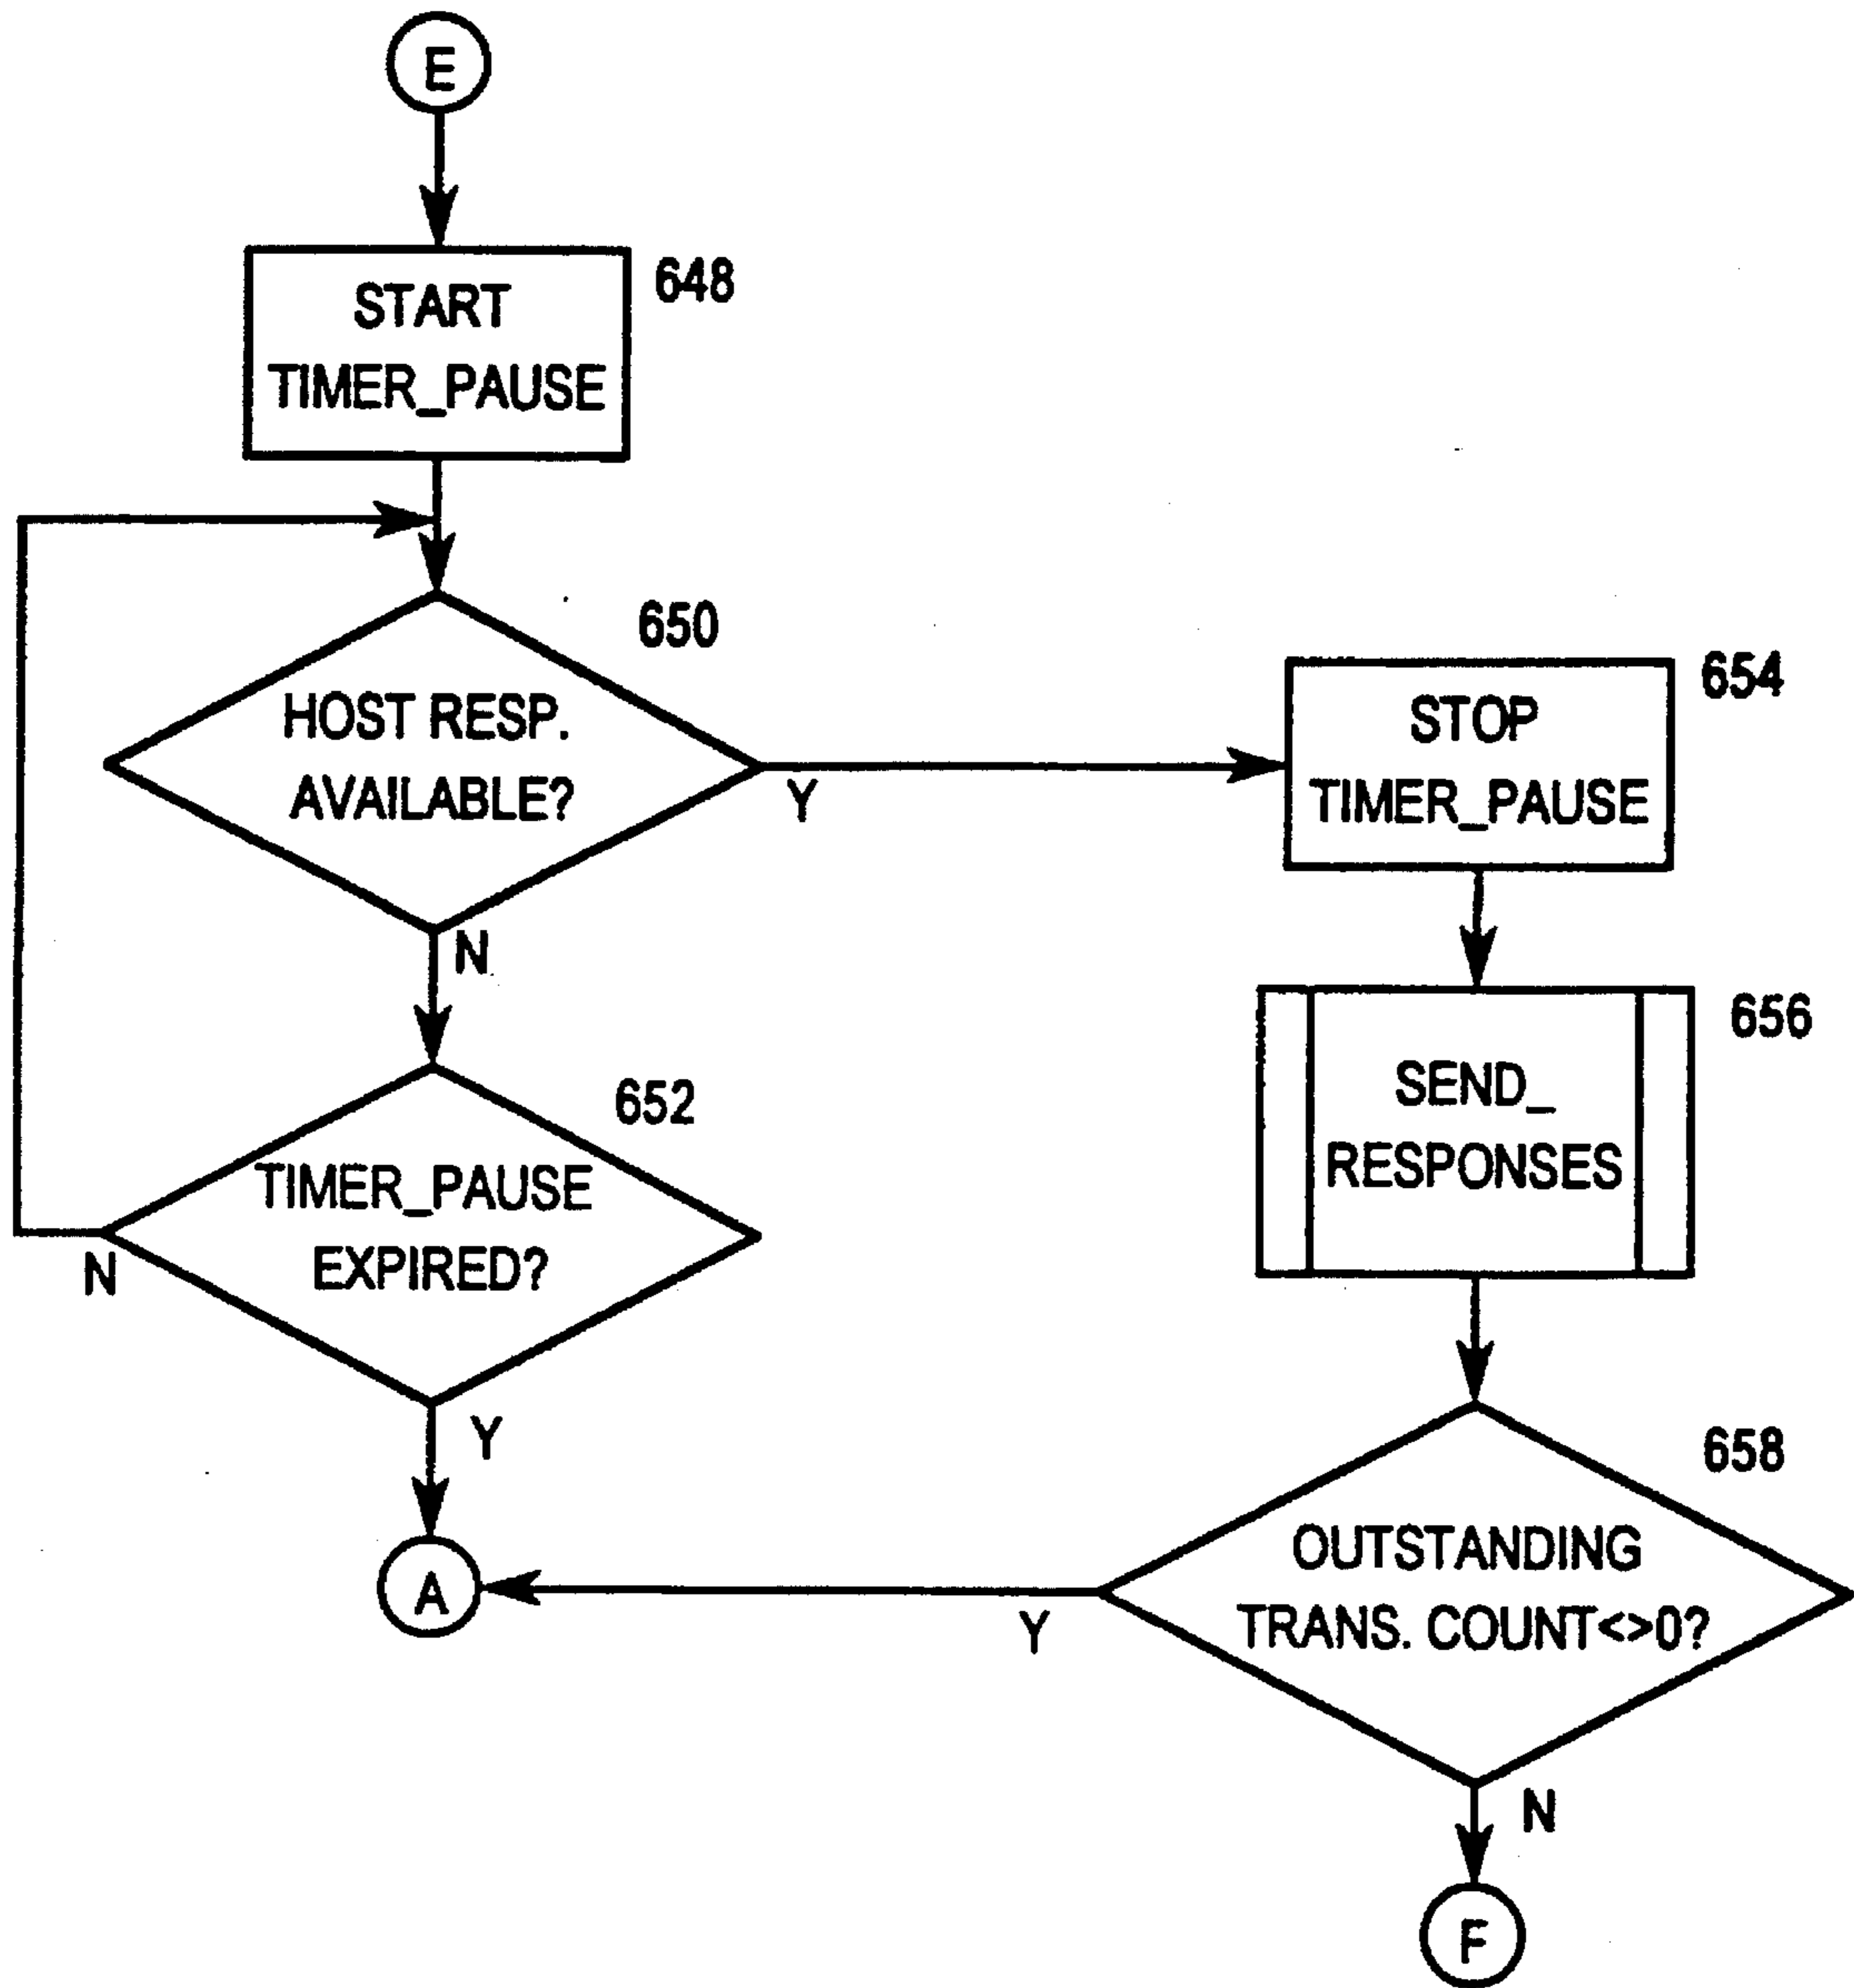 E
START
TIMER_PAUSE
648
HOST RESP.
AVAILABLE?
650
Y
N
STOP
TIMER_PAUSE
654
SEND_
RESPONSES
656
TIMER_PAUSE
EXPIRED?
652
N
Y
OUTSTANDING
TRANS. COUNT<>0?
658
Y
N
A
F